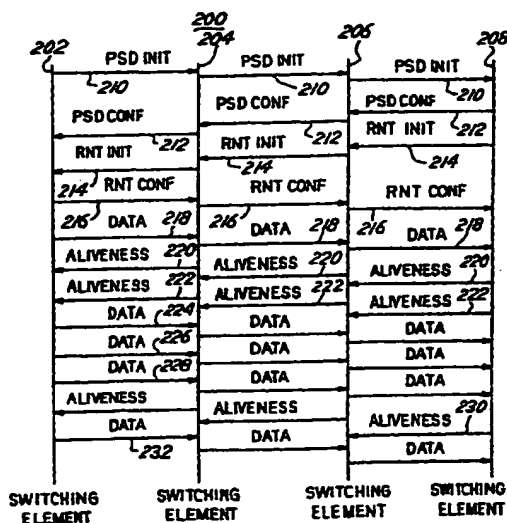 202 200 204 206 208
PSD INIT PSD INIT PSD INIT
210 210 210
PSD CONF PSD CONF PSD CONF
212 212 212
RNT INIT RNT INIT RNT INIT
214 214 214
RNT CONF RNT CONF RNT CONF
216 216 216
DATA 218 DATA 218 DATA 218
ALIVENESS 220 ALIVENESS 220 ALIVENESS 220
ALIVENESS 222 ALIVENESS 222 ALIVENESS 222
DATA 224 DATA DATA
DATA 226 DATA DATA
DATA 228 DATA DATA
ALIVENESS ALIVENESS ALIVENESS 230
DATA DATA DATA
232
SWITCHING ELEMENT
SWITCHING ELEMENT
SWITCHING ELEMENT
SWITCHING ELEMENT